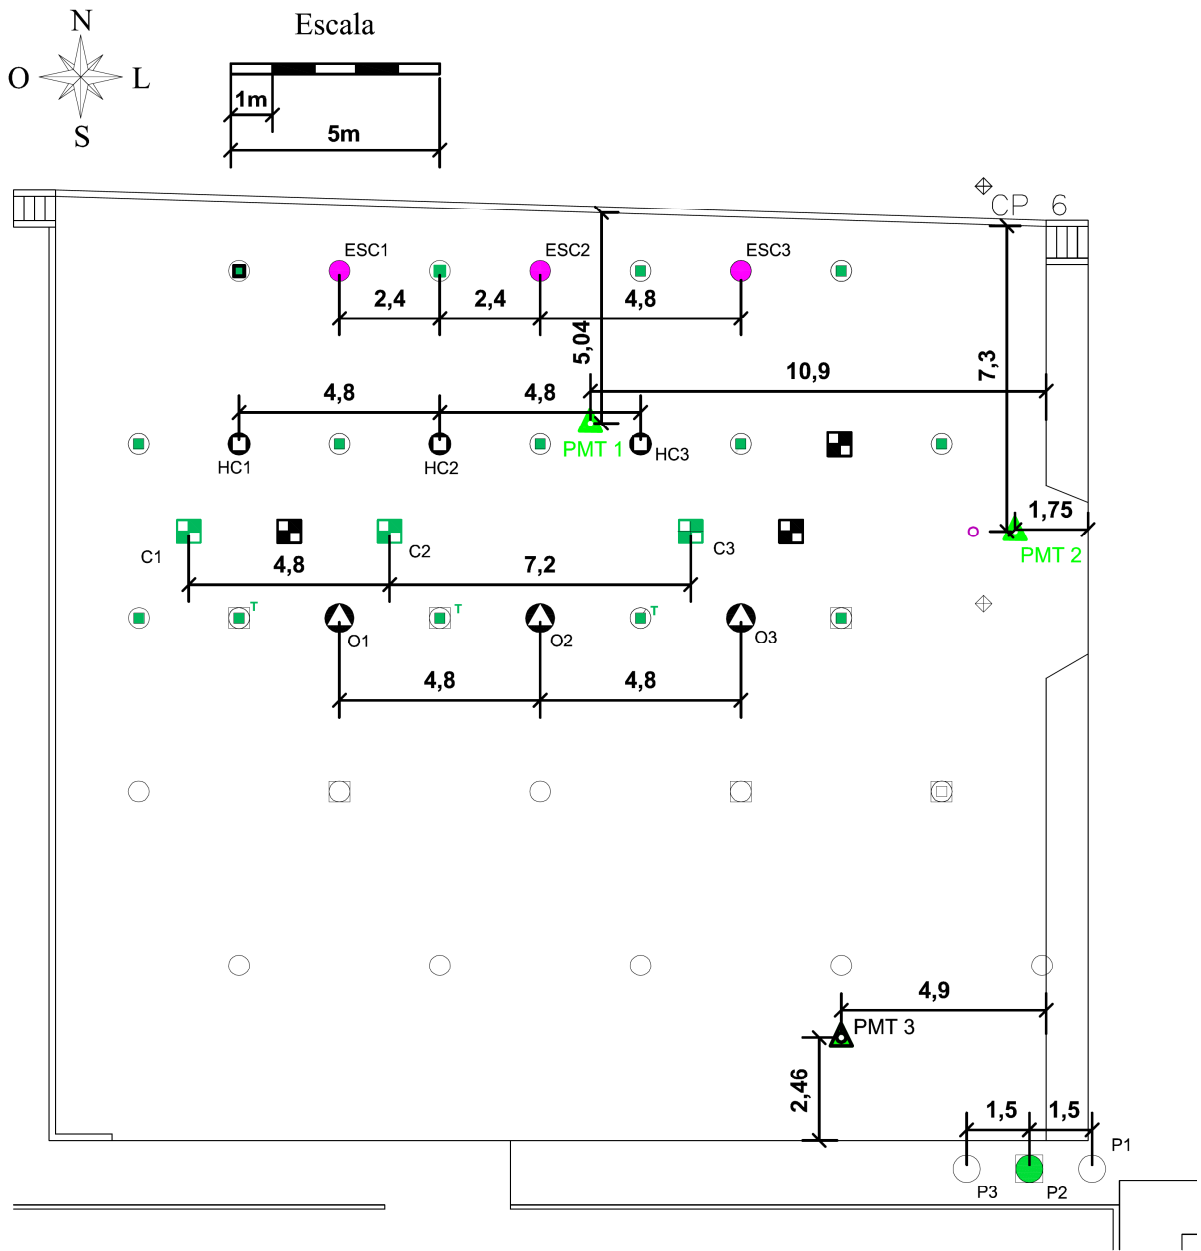 N
Escala
O
L
S
1m
5m
CP 6
ESC1
ESC2
ESC3
2,4
2,4
4,8
5,04
7,3
10,9
4,8
4,8
PMT 1
HC1
HC2
HC3
1,75
C1
C2
C3
PMT 2
4,8
7,2
T
T
T
O1
O2
O3
4,8
4,8
4,9
PMT 3
2,46
1,5
1,5
P1
P3
P2